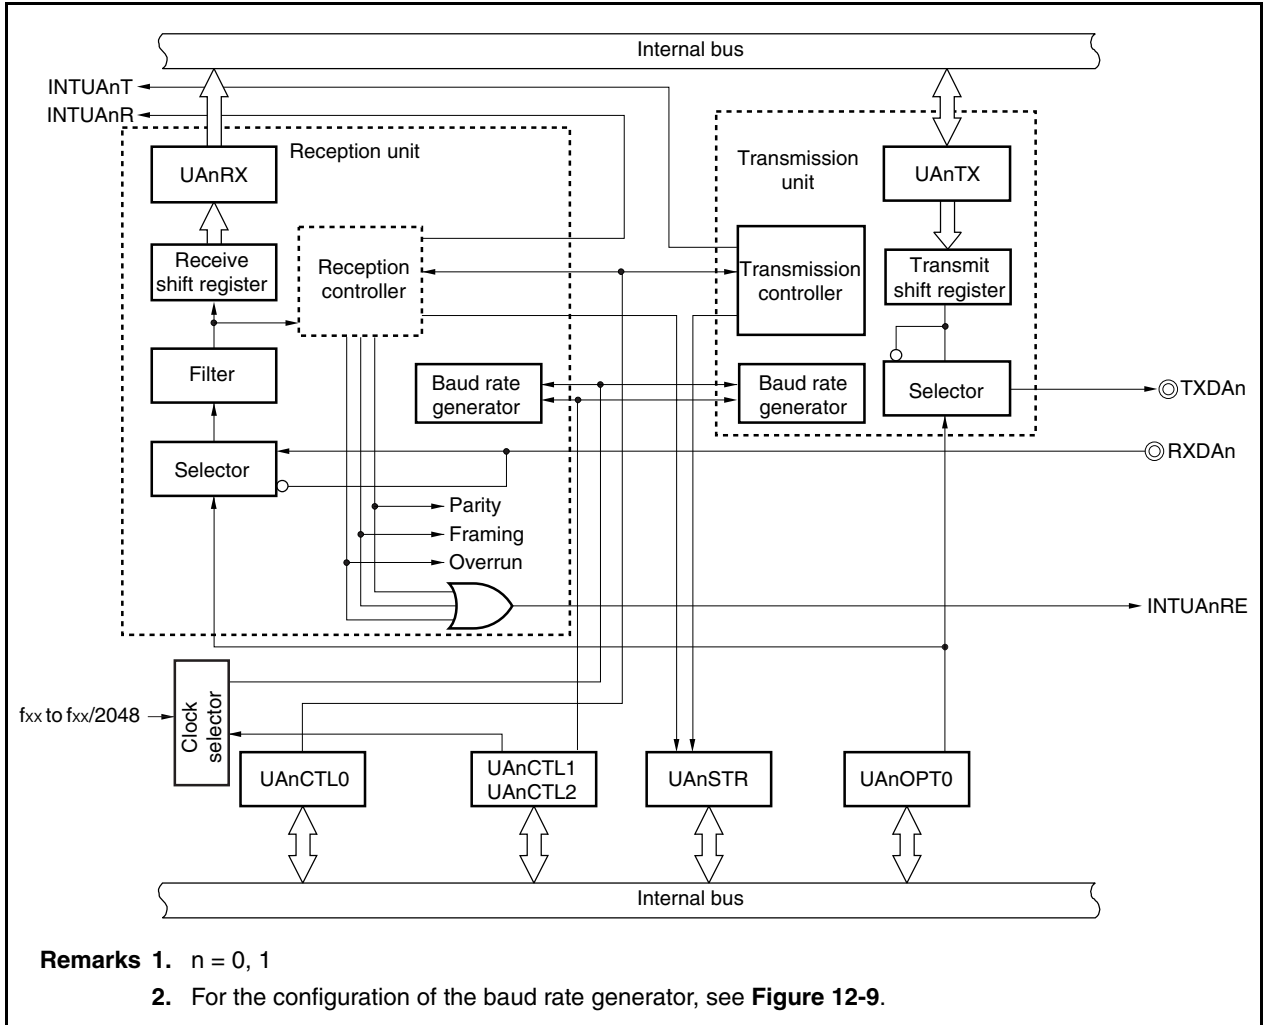 Internal bus
INTUAnT
INTUAnR
Reception unit
UAnRX
Transmission
unit
UAnTX
Receive
shift register
Reception
controller
Transmission
controller
Transmit
shift register
Filter
Baud rate
generator
Baud rate
generator
Selector
TXDAn
Selector
RXDAn
Parity
Framing
Overrun
INTUAnRE
fxx to fxx/2048
Clock
selector
UAnCTL0
UAnCTL1
UAnCTL2
UAnSTR
UAnOPT0
Internal bus
Remarks 1. n = 0, 1
2. For the configuration of the baud rate generator, see Figure 12-9.